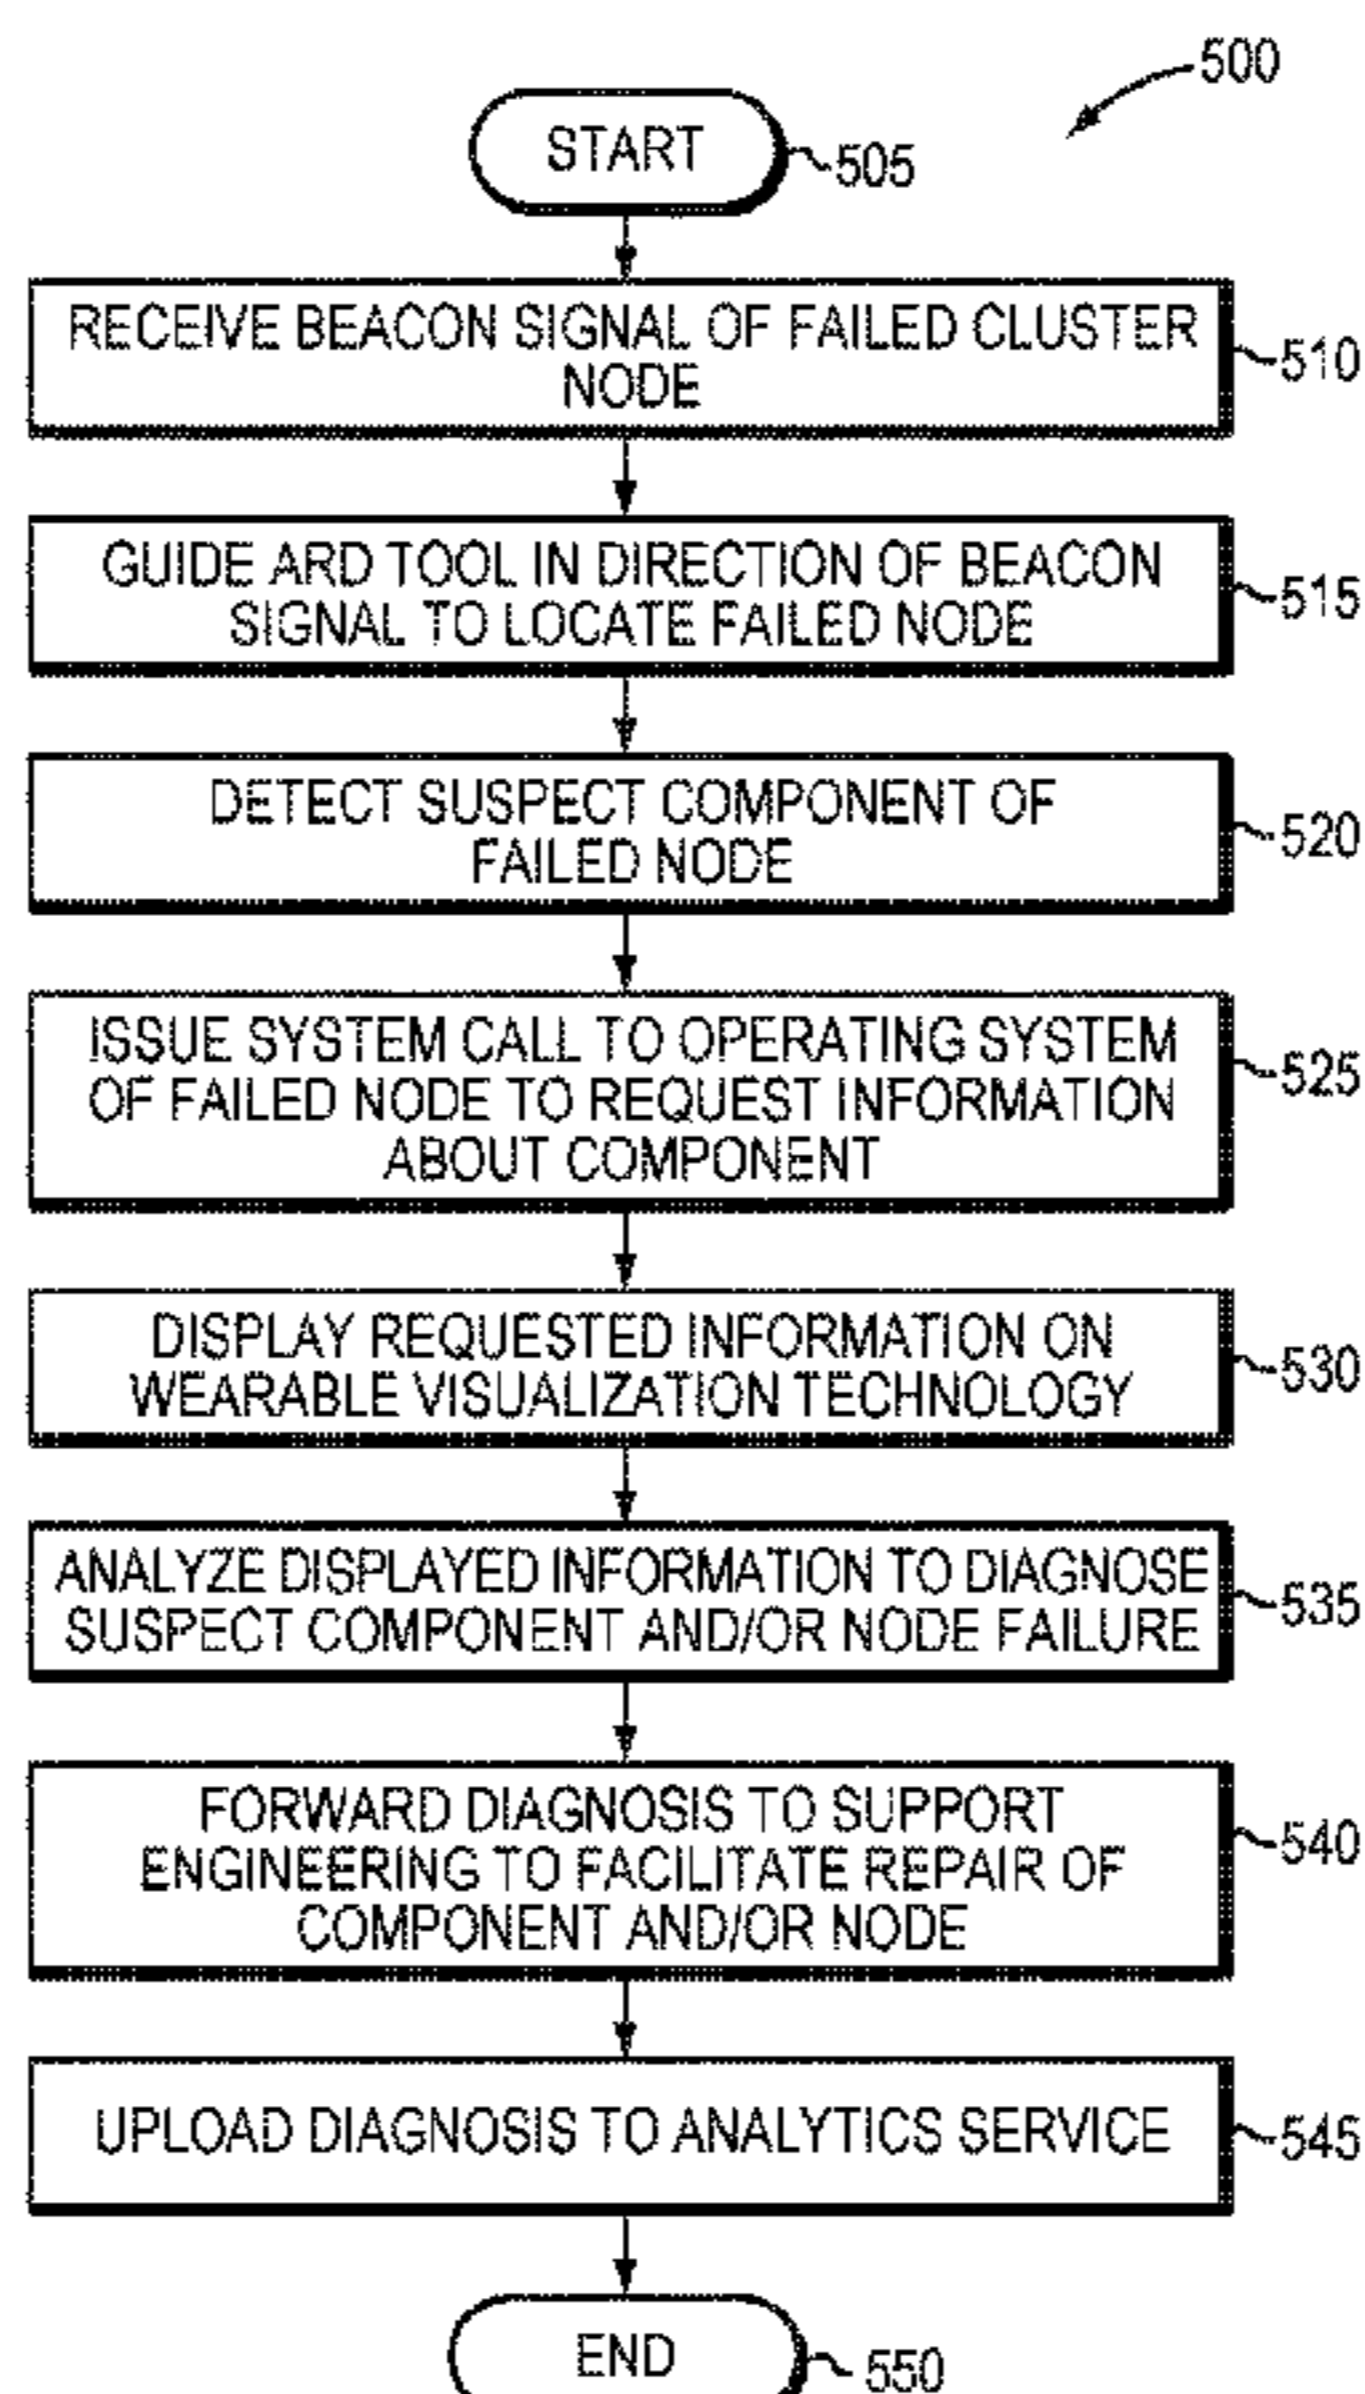 500
START
505
RECEIVE BEACON SIGNAL OF FAILED CLUSTER
NODE
510
GUIDE ARD TOOL IN DIRECTION OF BEACON
SIGNAL TO LOCATE FAILED NODE
515
DETECT SUSPECT COMPONENT OF
FAILED NODE
520
ISSUE SYSTEM CALL TO OPERATING SYSTEM
OF FAILED NODE TO REQUEST INFORMATION
ABOUT COMPONENT
525
DISPLAY REQUESTED INFORMATION ON
WEARABLE VISUALIZATION TECHNOLOGY
530
ANALYZE DISPLAYED INFORMATION TO DIAGNOSE
SUSPECT COMPONENT AND/OR NODE FAILURE
535
FORWARD DIAGNOSIS TO SUPPORT
ENGINEERING TO FACILITATE REPAIR OF
COMPONENT AND/OR NODE
540
UPLOAD DIAGNOSIS TO ANALYTICS SERVICE
545
END
550